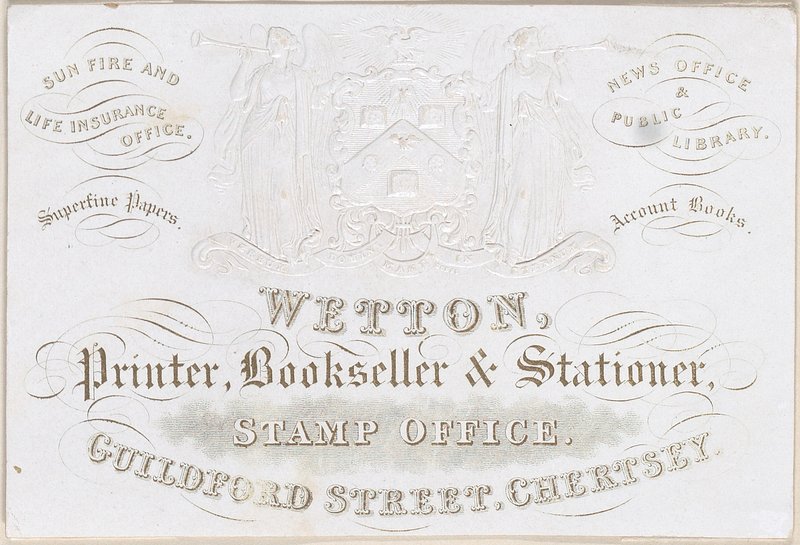 SUN FIRE AND
LIFE INSURANCE
OFFICE.
Superfine Papers.
NEWS OFFICE
&
PUBLIC
LIBRARY.
Account Books.
WETTON,
Printer, Bookseller & Stationer,
STAMP OFFICE.
GUILDFORD STREET, CHERTSEY.